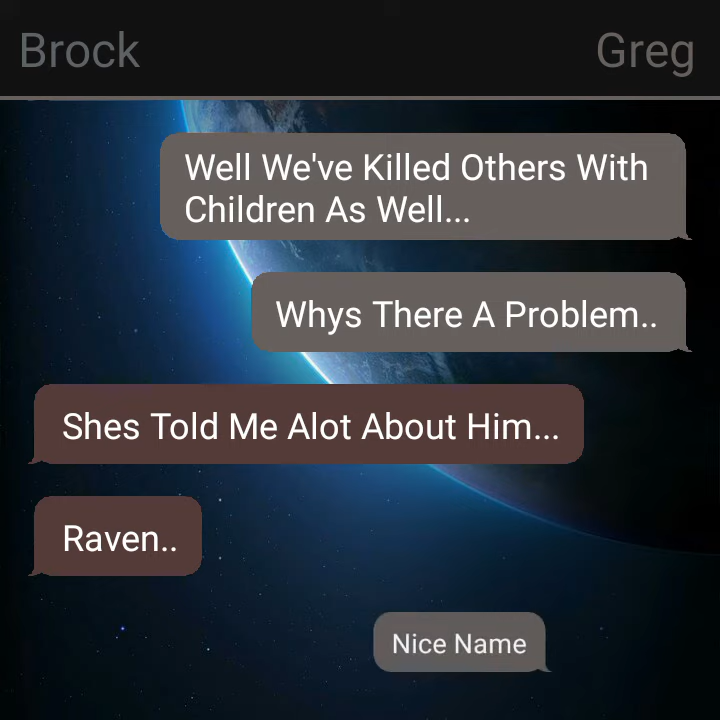 Brock
Greg
Well We've Killed Others With
Children As Well...
Whys There A Problem..
Shes Told Me Alot About Him...
Raven..
Nice Name